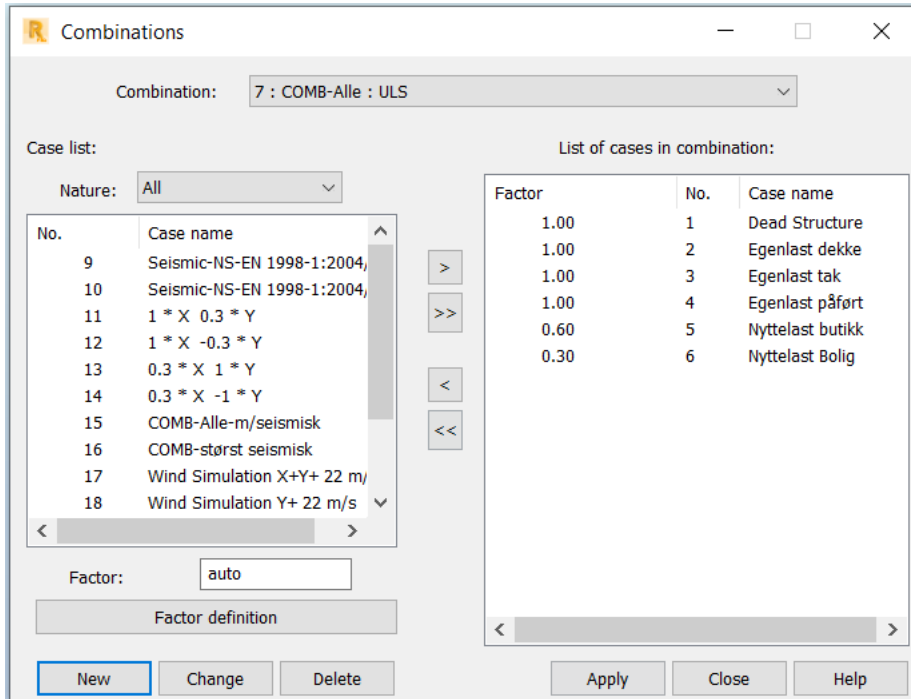 Combinations
Combination: 7 : COMB-Alle : ULS
Case list:
List of cases in combination:
Nature: All
No. Case name
9 Seismic-NS-EN 1998-1:2004/
10 Seismic-NS-EN 1998-1:2004/
11 1 * X 0.3 * Y
12 1 * X -0.3 * Y
13 0.3 * X 1 * Y
14 0.3 * X -1 * Y
15 COMB-Alle-m/seismisk
16 COMB-størst seismisk
17 Wind Simulation X+Y+ 22 m/
18 Wind Simulation Y+ 22 m/s
>
>>
<
<<
Factor No. Case name
1.00 1 Dead Structure
1.00 2 Egenlast dekke
1.00 3 Egenlast tak
1.00 4 Egenlast påført
0.60 5 Nyttelast butikk
0.30 6 Nyttelast Bolig
Factor: auto
Factor definition
New Change Delete Apply Close Help